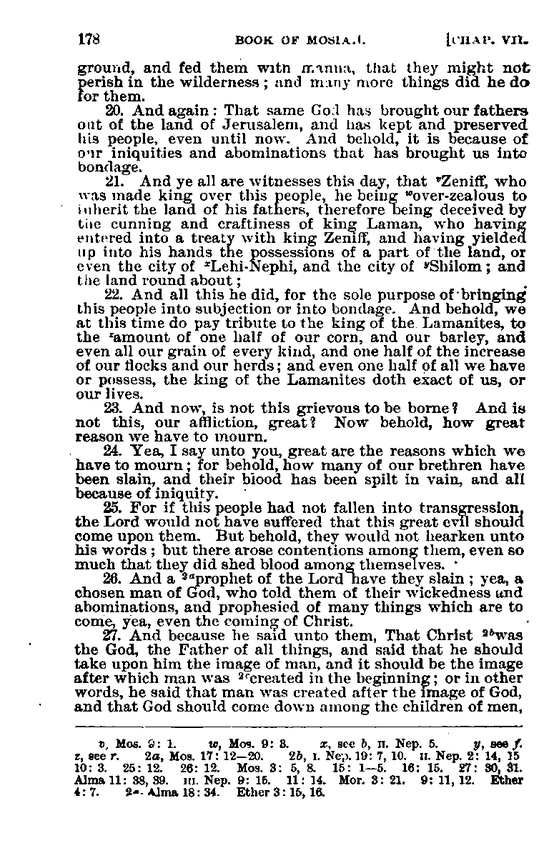 178 BOOK OF MOSIAH. [CHAP. VII.
ground, and fed them with manna, that they might not
perish in the wilderness; and many more things did he do
for them.
20. And again: That same God has brought our fathers
out of the land of Jerusalem, and has kept and preserved
his people, even until now. And behold, it is because of
our iniquities and abominations that has brought us into
bondage.
21. And ye all are witnesses this day, that ᵛZeniff, who
was made king over this people, he being ʷover-zealous to
inherit the land of his fathers, therefore being deceived by
the cunning and craftiness of king Laman, who having
entered into a treaty with king Zeniff, and having yielded
up into his hands the possessions of a part of the land, or
even the city of ˣLehi-Nephi, and the city of ʸShilom; and
the land round about;
22. And all this he did, for the sole purpose of bringing
this people into subjection or into bondage. And behold, we
at this time do pay tribute to the king of the Lamanites, to
the ᶻamount of one half of our corn, and our barley, and
even all our grain of every kind, and one half of the increase
of our flocks and our herds; and even one half of all we have
or possess, the king of the Lamanites doth exact of us, or
our lives.
23. And now, is not this grievous to be borne? And is
not this, our affliction, great? Now behold, how great
reason we have to mourn.
24. Yea, I say unto you, great are the reasons which we
have to mourn; for behold, how many of our brethren have
been slain, and their blood has been spilt in vain, and all
because of iniquity.
25. For if this people had not fallen into transgression,
the Lord would not have suffered that this great evil should
come upon them. But behold, they would not hearken unto
his words; but there arose contentions among them, even so
much that they did shed blood among themselves.
26. And a ²ᵃprophet of the Lord have they slain; yea, a
chosen man of God, who told them of their wickedness and
abominations, and prophesied of many things which are to
come, yea, even the coming of Christ.
27. And because he said unto them, That Christ ²ᵇwas
the God, the Father of all things, and said that he should
take upon him the image of man, and it should be the image
after which man was ²ᶜcreated in the beginning; or in other
words, he said that man was created after the image of God,
and that God should come down among the children of men,
v, Mos. 9: 1. w, Mos. 9: 3. x, see b, II. Nep. 5. y, see f.
z, see r. 2a, Mos. 17: 12—20. 2b, I. Nep. 19: 7, 10. II. Nep. 2: 14, 15
10: 3. 25: 12. 26: 12. Mos. 3: 5, 8. 15: 1—5. 16: 15. 27: 30, 31.
Alma 11: 38, 39. III. Nep. 9: 15. 11: 14. Mor. 3: 21. 9: 11, 12. Ether
4: 7. Alma 18: 34. Ether 3: 15, 16.